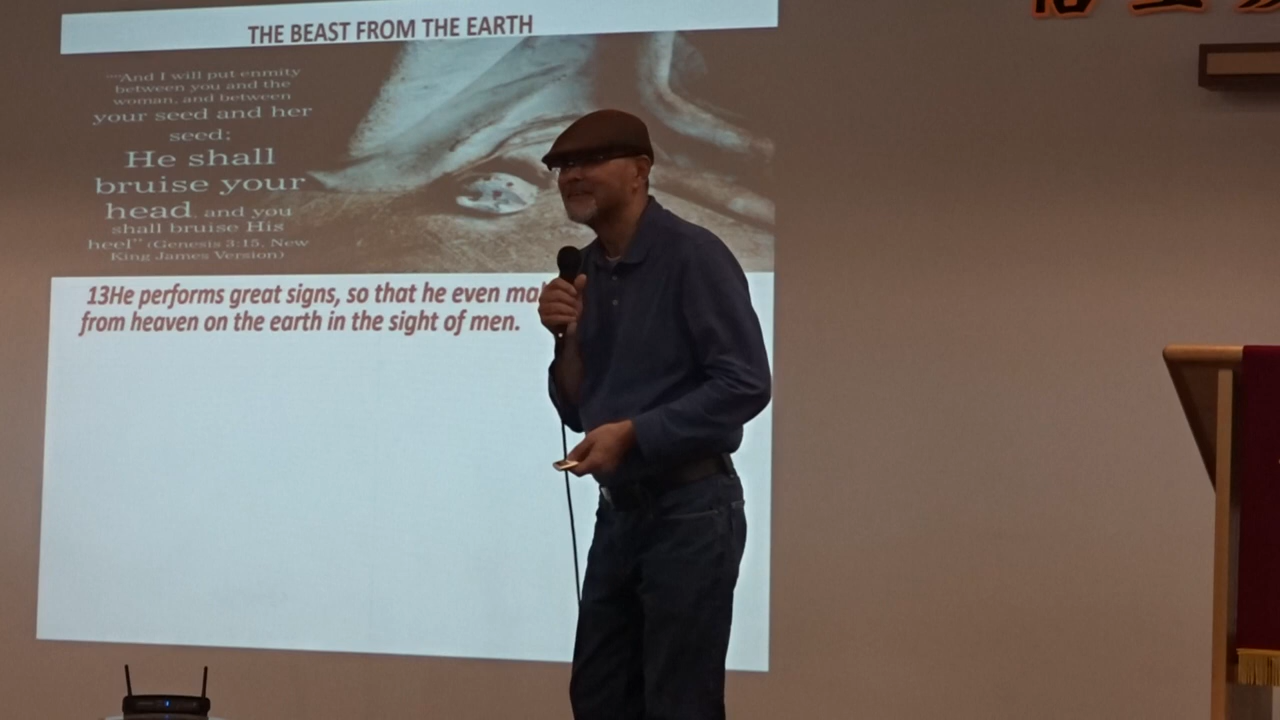 THE BEAST FROM THE EARTH
""And I will put enmity
between you and the
woman, and between
your seed and her
seed;
He shall
bruise your
head, and you
shall bruise His
heel" (Genesis 3:15, New
King James Version)
13He performs great signs, so that he even
from heaven on the earth in the sight of men.